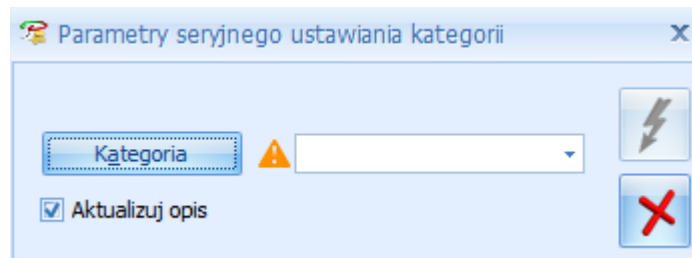 Parametry seryjnego ustawiania kategorii
Kategoria
Aktualizuj opis